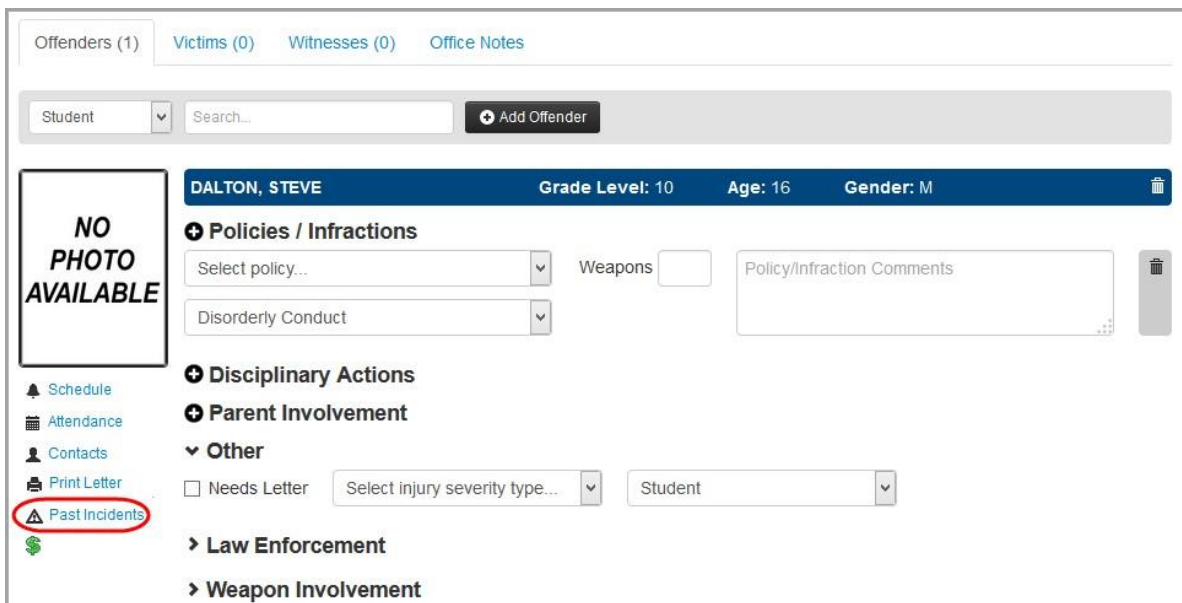 Offenders (1) Victims (0) Witnesses (0) Office Notes
Student Search... Add Offender
NO
PHOTO
AVAILABLE
DALTON, STEVE Grade Level: 10 Age: 16 Gender: M
Policies / Infractions
Select policy... Weapons Policy/Infraction Comments
Disorderly Conduct
Disciplinary Actions
Schedule
Parent Involvement
Attendance
Other
Contacts
Print Letter
Needs Letter Select injury severity type... Student
Past Incidents
$
Law Enforcement
Weapon Involvement